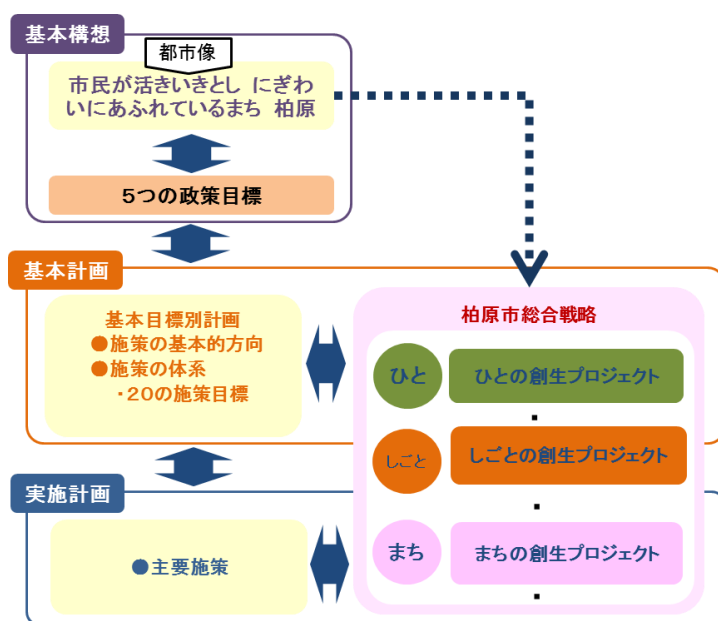 基本構想
都市像
市民が活きいきとし にぎわ
いにあふれているまち 柏原
5つの政策目標
基本計画
基本目標別計画
●施策の基本的方向
●施策の体系
・20の施策目標
柏原市総合戦略
ひと
ひとの創生プロジェクト
しごと
しごとの創生プロジェクト
まち
まちの創生プロジェクト
実施計画
●主要施策